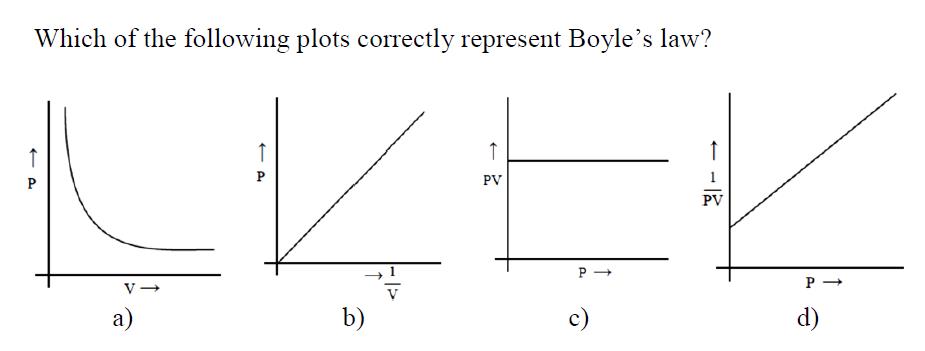 Which of the following plots correctly represent Boyle's law?
↑
P
V →
a)
↑
P
→ 1/V
b)
↑
PV
P →
c)
↑
1/PV
P →
d)